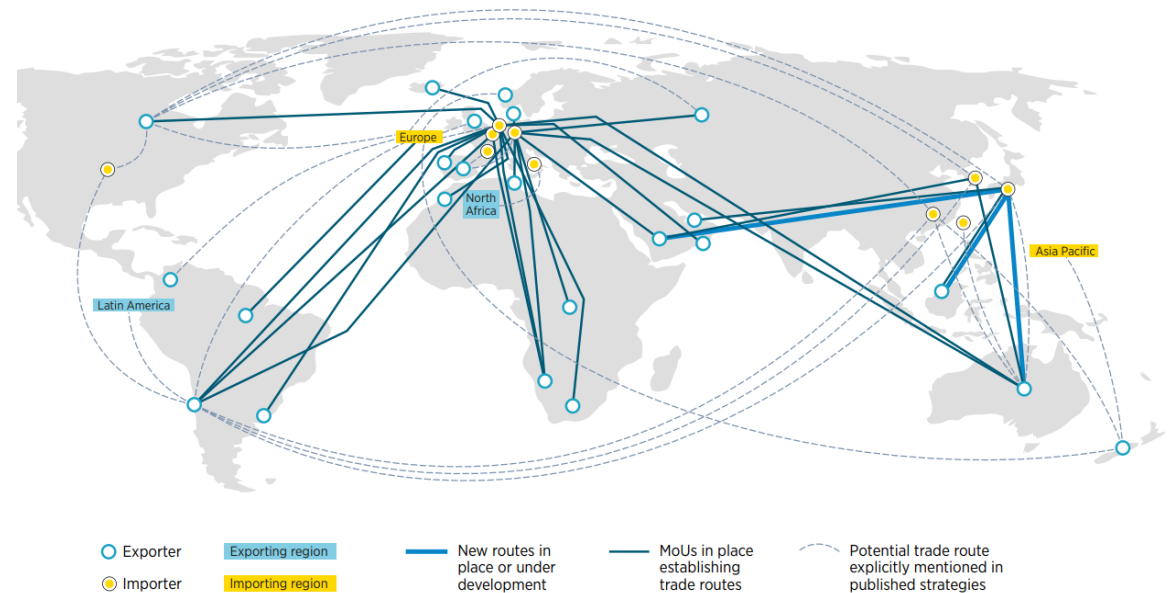 Europe
North
Africa
Asia Pacific
Latin America
Exporter
Exporting region
New routes in
place or under
development
MoUs in place
establishing
trade routes
Potential trade route
explicitly mentioned in
published strategies
Importer
Importing region